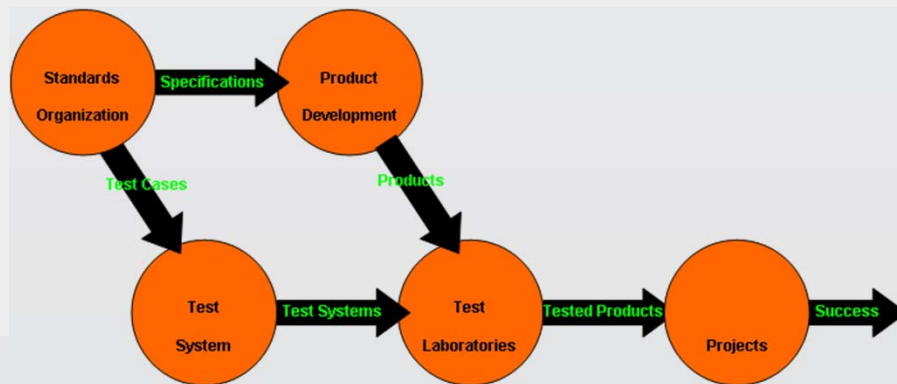 Standards
Organization
Specifications
Product
Development
Test Cases
Products
Test
System
Test Systems
Test
Laboratories
Tested Products
Projects
Success